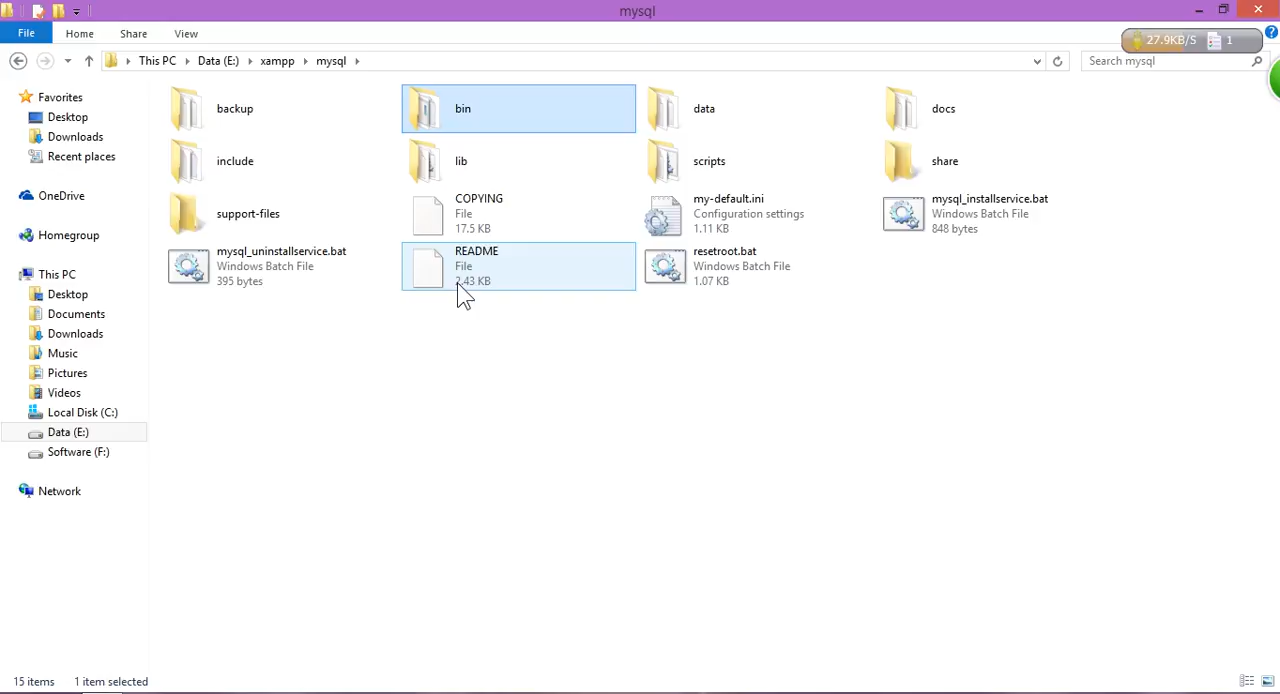 mysql
File Home Share View
27.9KB/S 1
This PC Data (E:) xampp mysql
Search mysql
Favorites
Desktop
Downloads
Recent places
OneDrive
Homegroup
This PC
Desktop
Documents
Downloads
Music
Pictures
Videos
Local Disk (C:)
Data (E:)
Software (F:)
Network
backup
bin
data
docs
include
lib
scripts
share
support-files
COPYING
File
17.5 KB
my-default.ini
Configuration settings
1.11 KB
mysql_installservice.bat
Windows Batch File
848 bytes
mysql_uninstallservice.bat
Windows Batch File
395 bytes
README
File
2.43 KB
resetroot.bat
Windows Batch File
1.07 KB
15 items 1 item selected